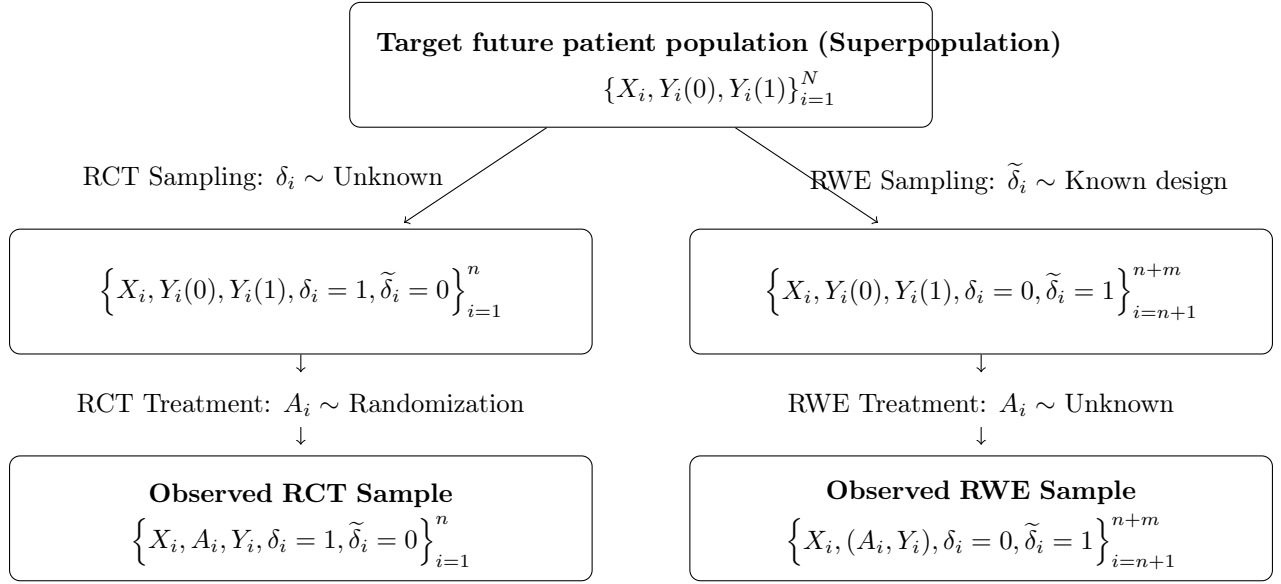 Target future patient population (Superpopulation)
{X_i, Y_i(0), Y_i(1)}_{i=1}^N
RCT Sampling: δ_i ∼ Unknown
RWE Sampling: δ̃_i ∼ Known design
{X_i, Y_i(0), Y_i(1), δ_i = 1, δ̃_i = 0}_{i=1}^n
{X_i, Y_i(0), Y_i(1), δ_i = 0, δ̃_i = 1}_{i=n+1}^{n+m}
RCT Treatment: A_i ∼ Randomization
RWE Treatment: A_i ∼ Unknown
Observed RCT Sample
{X_i, A_i, Y_i, δ_i = 1, δ̃_i = 0}_{i=1}^n
Observed RWE Sample
{X_i, (A_i, Y_i), δ_i = 0, δ̃_i = 1}_{i=n+1}^{n+m}